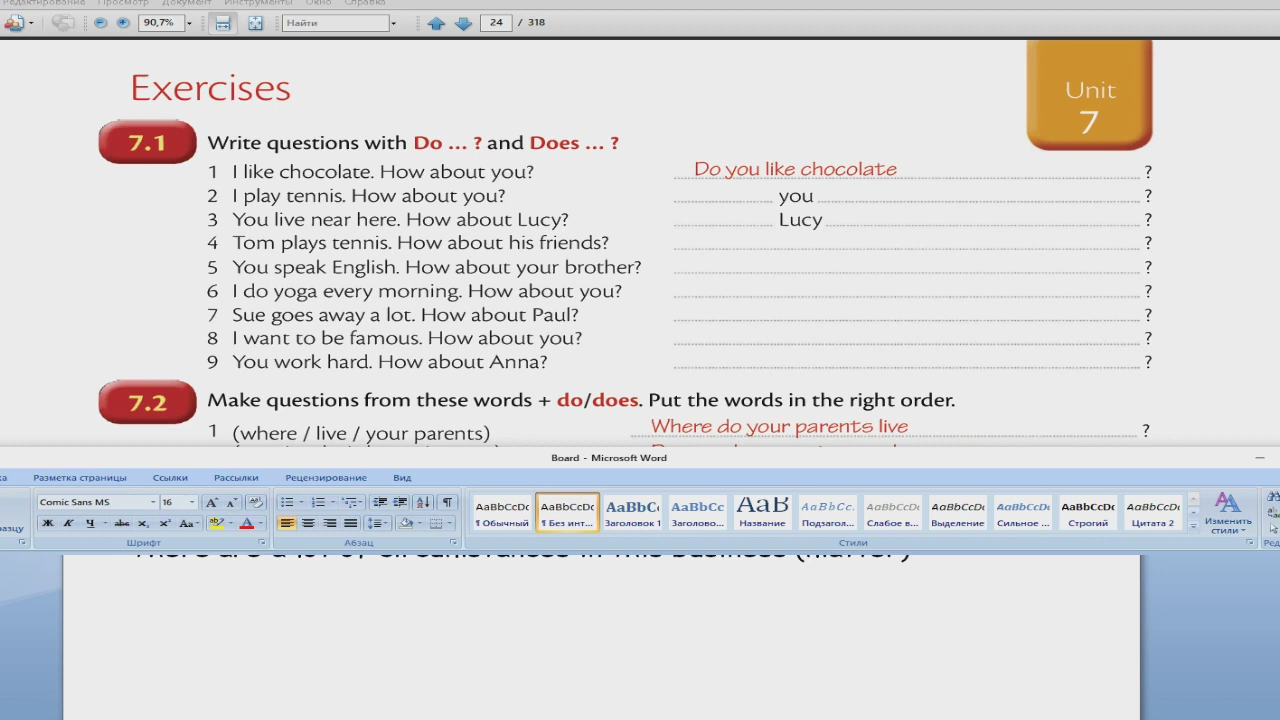 Редактирование Просмотр Документ Инструменты Окно Справка
90,7% Найти 24 / 318
Exercises
Unit
7
7.1 Write questions with Do ... ? and Does ... ?
1 I like chocolate. How about you? Do you like chocolate ?
2 I play tennis. How about you? you ?
3 You live near here. How about Lucy? Lucy ?
4 Tom plays tennis. How about his friends? ?
5 You speak English. How about your brother? ?
6 I do yoga every morning. How about you? ?
7 Sue goes away a lot. How about Paul? ?
8 I want to be famous. How about you? ?
9 You work hard. How about Anna? ?
7.2 Make questions from these words + do/does. Put the words in the right order.
1 (where / live / your parents) Where do your parents live ?
Board - Microsoft Word
Разметка страницы Ссылки Рассылки Рецензирование Вид
Comic Sans MS 16
AaBbCcDc AaBbCcDc AaBbCc AaBbCc AaB AaBbCc AaBbCcDc AaBbCcDc AaBbCcDc AaBbCcDc AaBbCcDc
¶ Обычный ¶ Без инт... Заголовок 1 Заголово... Название Подзагол... Слабое в... Выделение Сильное ... Строгий Цитата 2
Изменить стили
Ж К Ч abc x₂ x² Aa
Шрифт Абзац Стили